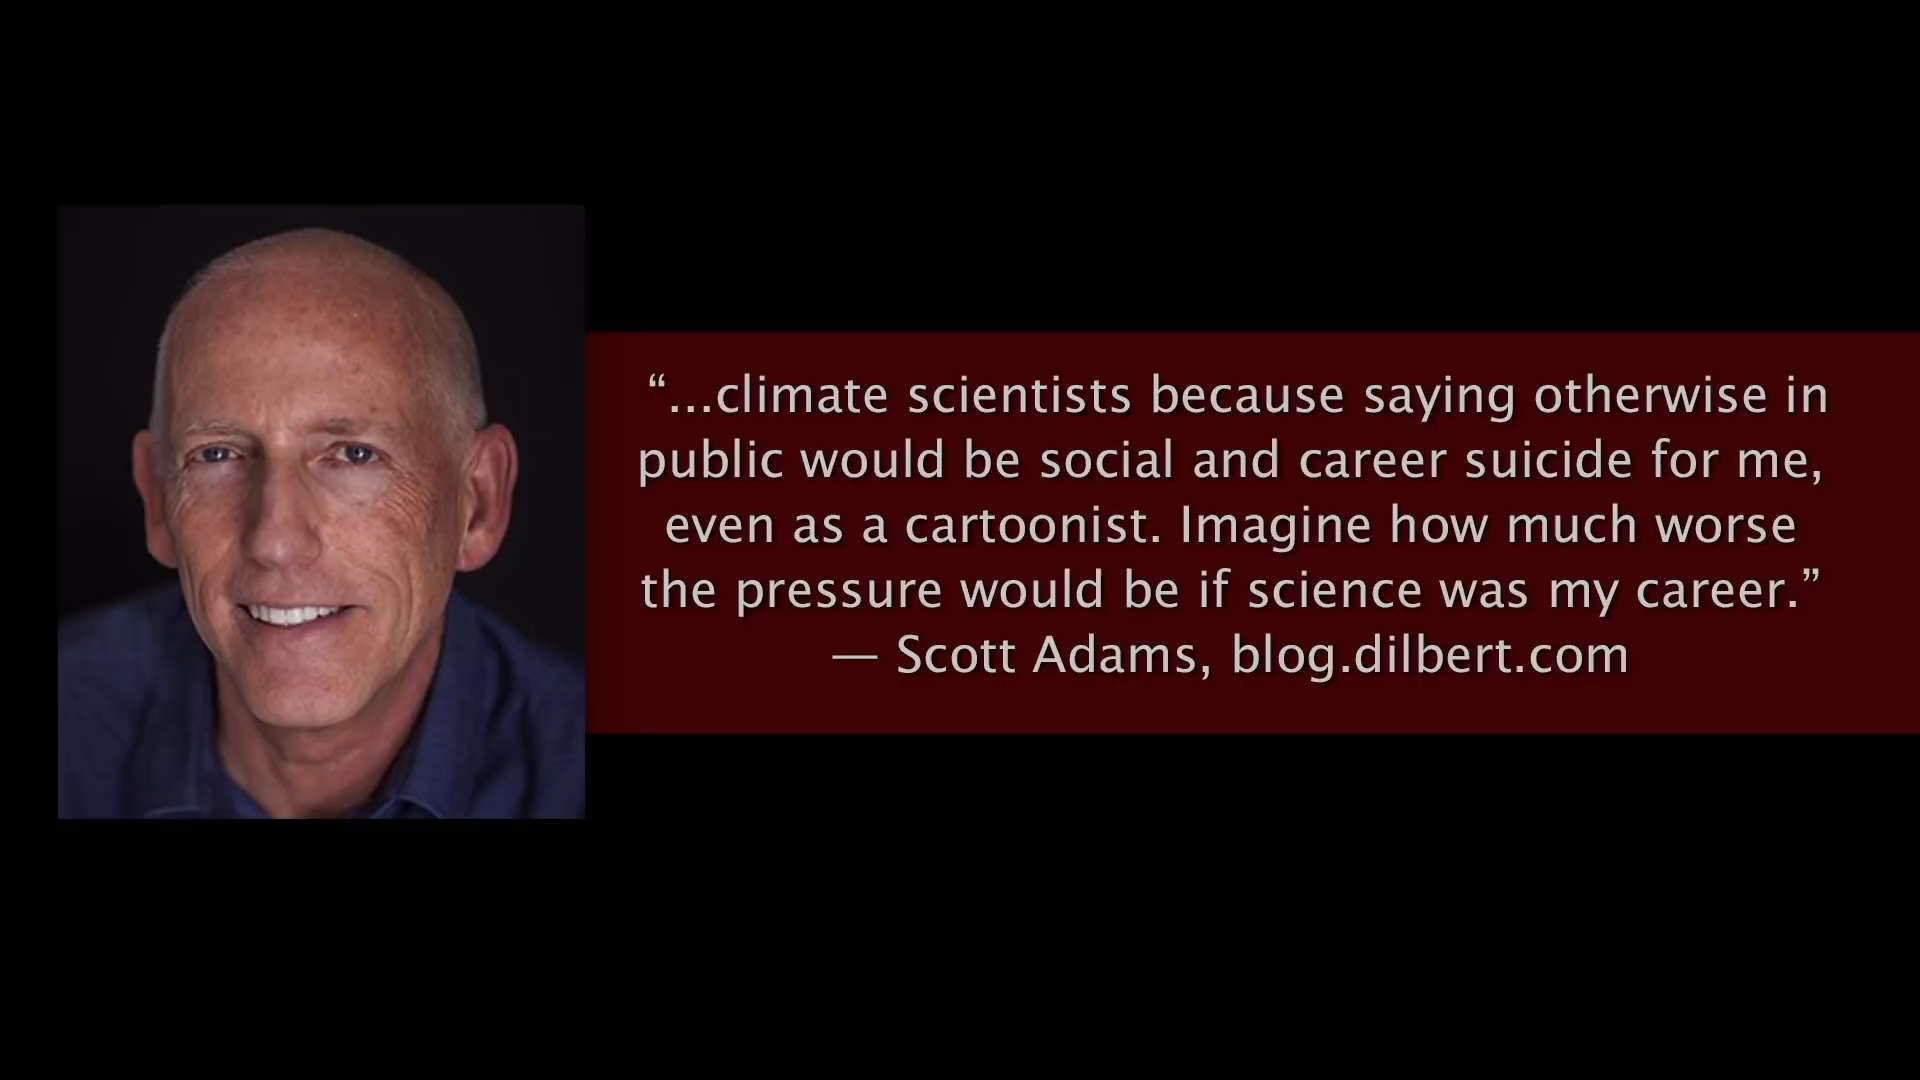 “...climate scientists because saying otherwise in
public would be social and career suicide for me,
even as a cartoonist. Imagine how much worse
the pressure would be if science was my career.”
— Scott Adams, blog.dilbert.com